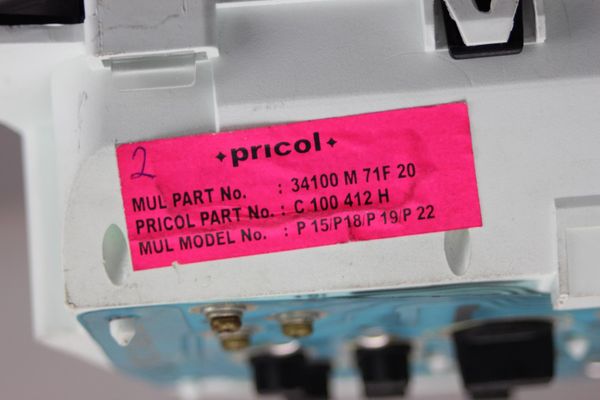 2
pricol
MUL PART No. : 34100 M 71F 20
PRICOL PART No. : C 100 412 H
MUL MODEL No. : P 15/P18/P 19/P 22